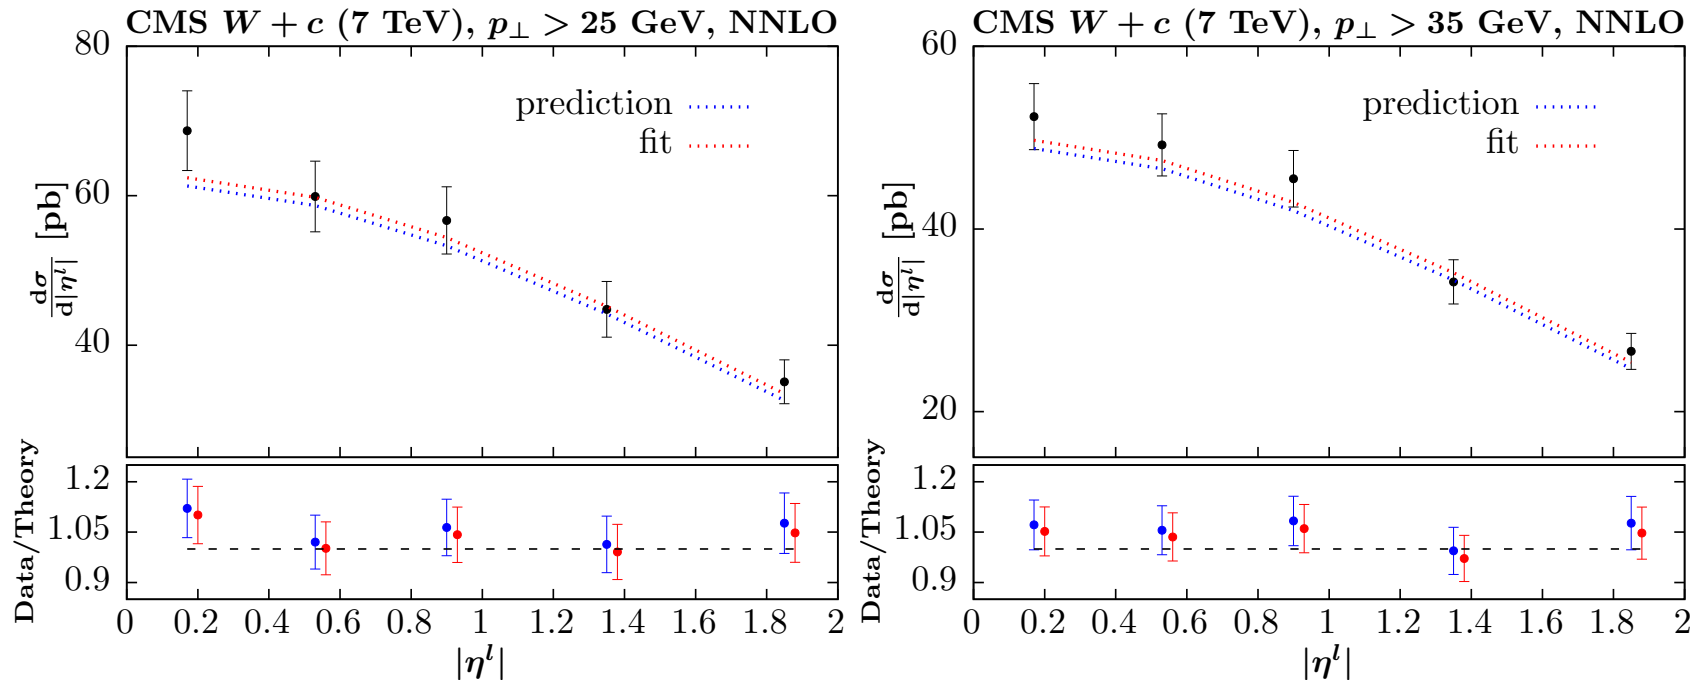 CMS W + c (7 TeV), p⊥ > 25 GeV, NNLO
80
60
40
dσ/d|η^l| [pb]
prediction
fit
1.2
1.05
0.9
Data/Theory
0 0.2 0.4 0.6 0.8 1 1.2 1.4 1.6 1.8 2
|η^l|
CMS W + c (7 TeV), p⊥ > 35 GeV, NNLO
60
40
20
dσ/d|η^l| [pb]
prediction
fit
1.2
1.05
0.9
Data/Theory
0 0.2 0.4 0.6 0.8 1 1.2 1.4 1.6 1.8 2
|η^l|